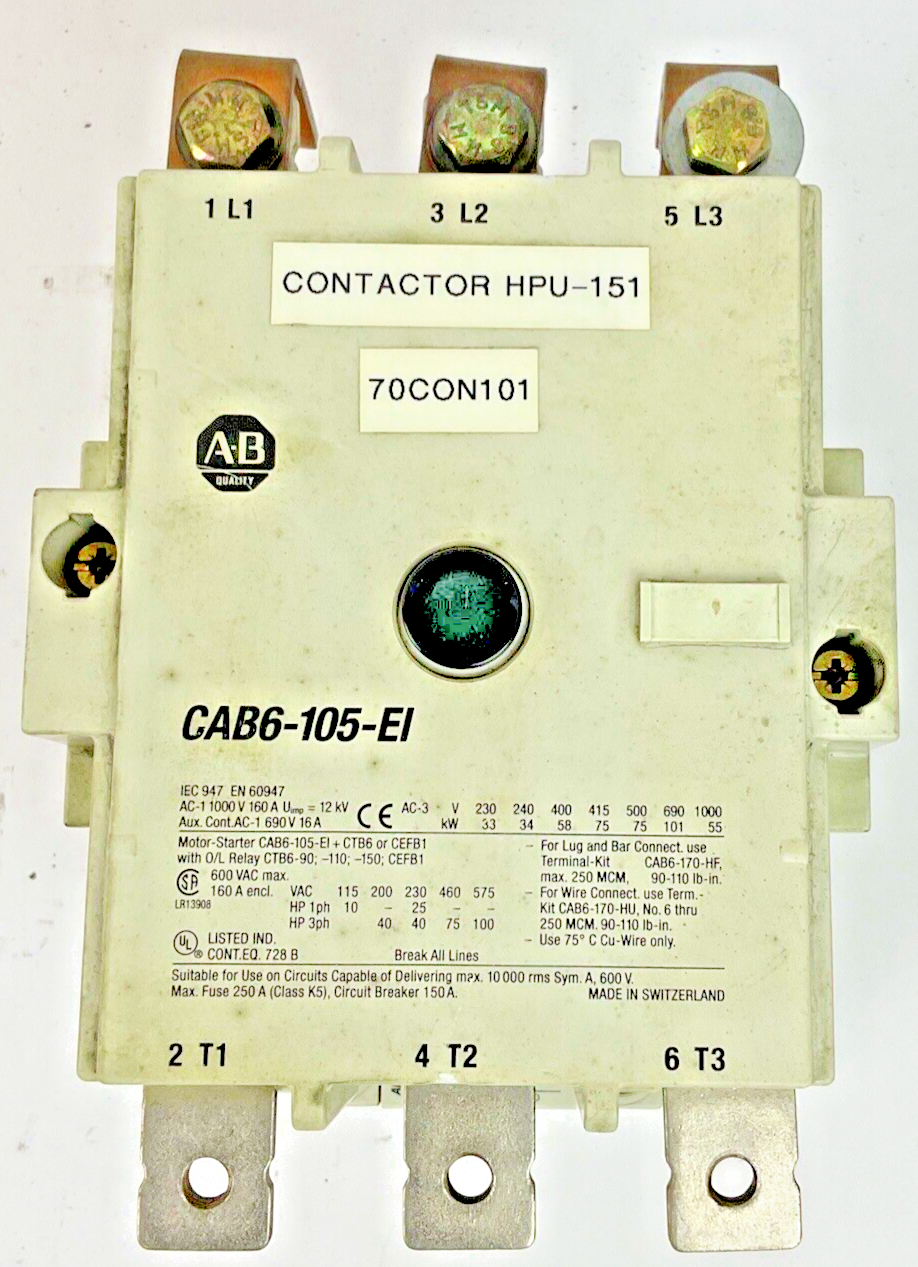 1 L1 3 L2 5 L3
CONTACTOR HPU-151
70CON101
A-B
QUALITY
CAB6-105-EI
IEC 947 EN 60947
AC-1 1000 V 160 A Uimp = 12 kV CE AC-3 V 230 240 400 415 500 690 1000
Aux. Cont. AC-1 690 V 16 A kW 33 34 58 75 75 101 55
Motor-Starter CAB6-105-EI + CTB6 or CEFB1
with O/L Relay CTB6-90; -110; -150; CEFB1
SA 600 VAC max.
160 A encl. VAC 115 200 230 460 575
LR13908 HP 1ph 10 - 25 - -
HP 3ph 40 40 75 100
UL ® LISTED IND.
CONT.EQ. 728 B Break All Lines
- For Lug and Bar Connect. use
Terminal-Kit CAB6-170-HF,
max. 250 MCM, 90-110 lb-in.
- For Wire Connect. use Term.-
Kit CAB6-170-HU, No. 6 thru
250 MCM. 90-110 lb-in.
- Use 75° C Cu-Wire only.
Suitable for Use on Circuits Capable of Delivering max. 10 000 rms Sym. A, 600 V.
Max. Fuse 250 A (Class K5), Circuit Breaker 150 A. MADE IN SWITZERLAND
2 T1 4 T2 6 T3